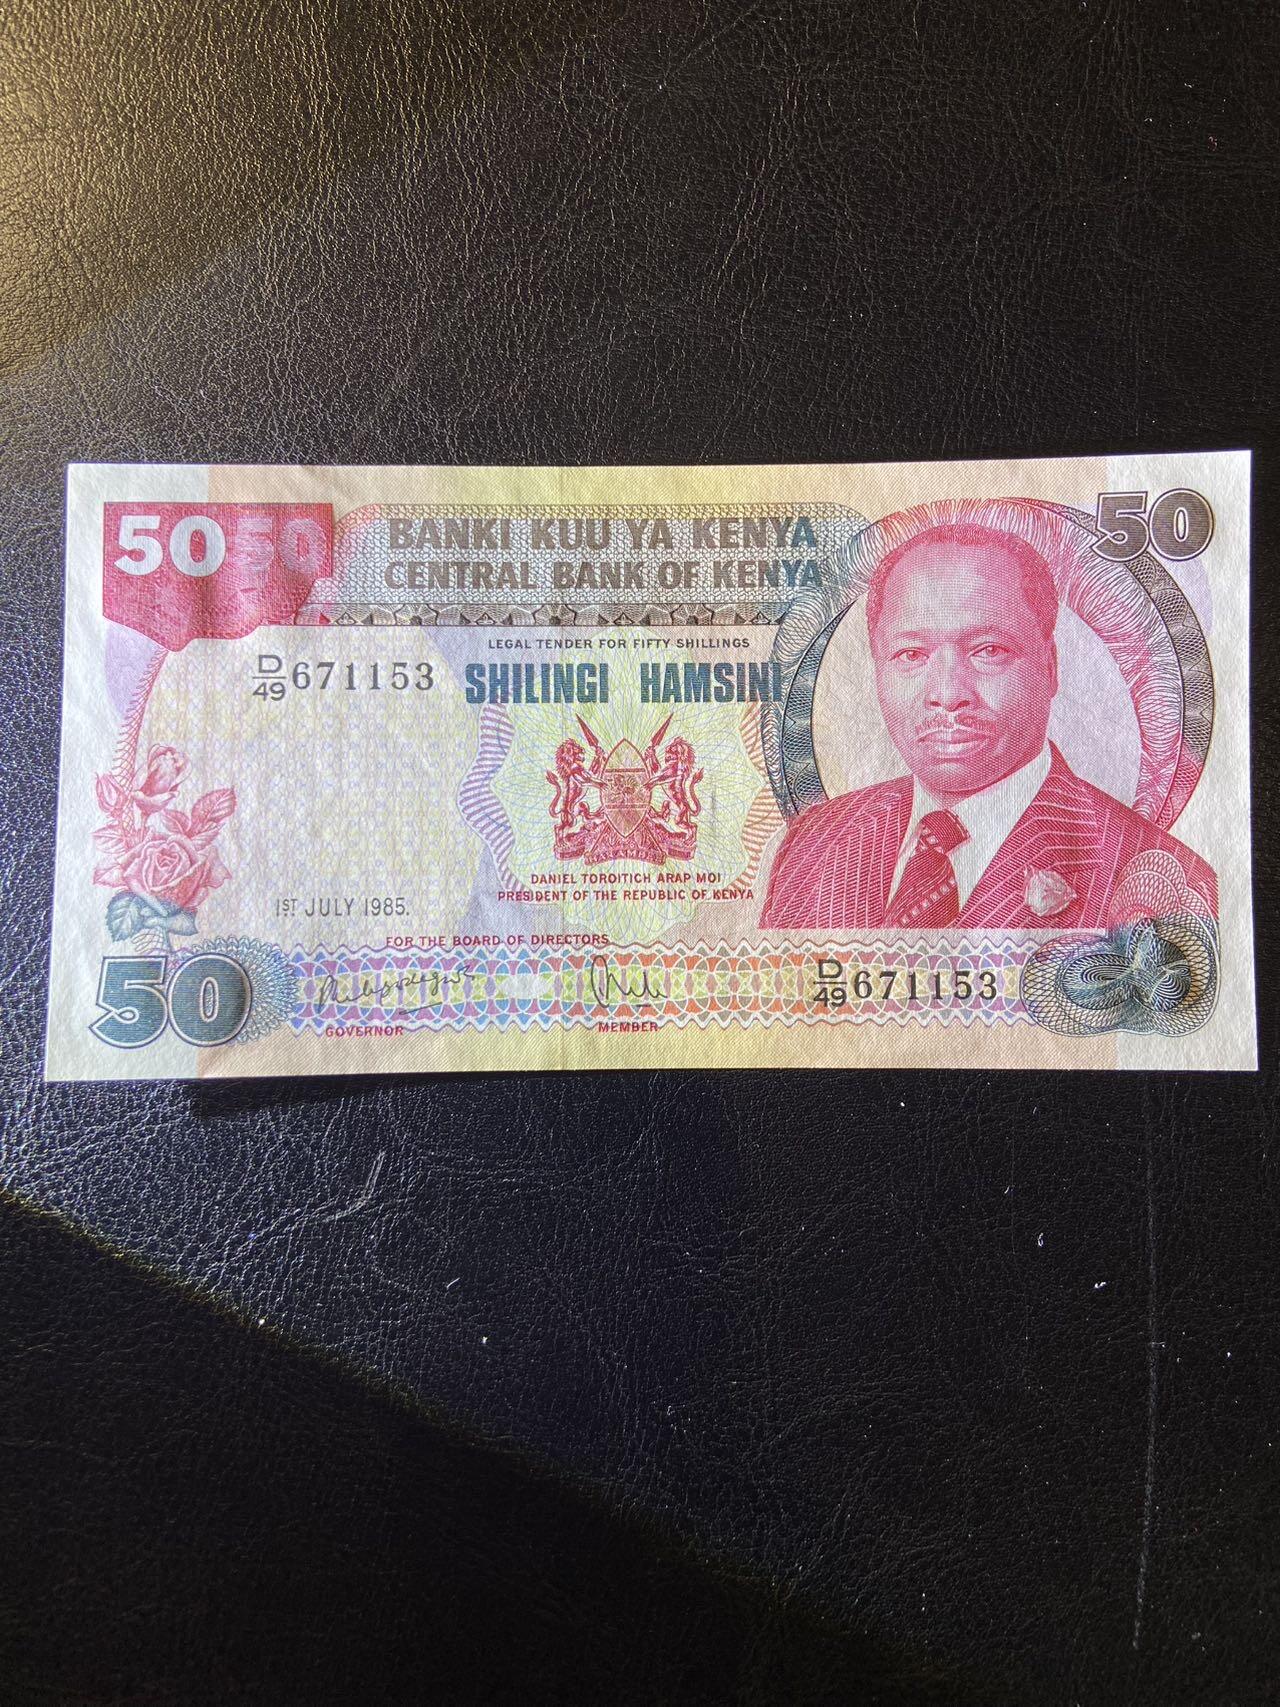 50 50
50
BANKI KUU YA KENYA
CENTRAL BANK OF KENYA
LEGAL TENDER FOR FIFTY SHILLINGS
SHILINGI HAMSINI
D/49 671153
HARAMBEE
DANIEL TOROITICH ARAP MOI
PRESIDENT OF THE REPUBLIC OF KENYA
1ST JULY 1985.
FOR THE BOARD OF DIRECTORS
50
D/49 671153
GOVERNOR
MEMBER